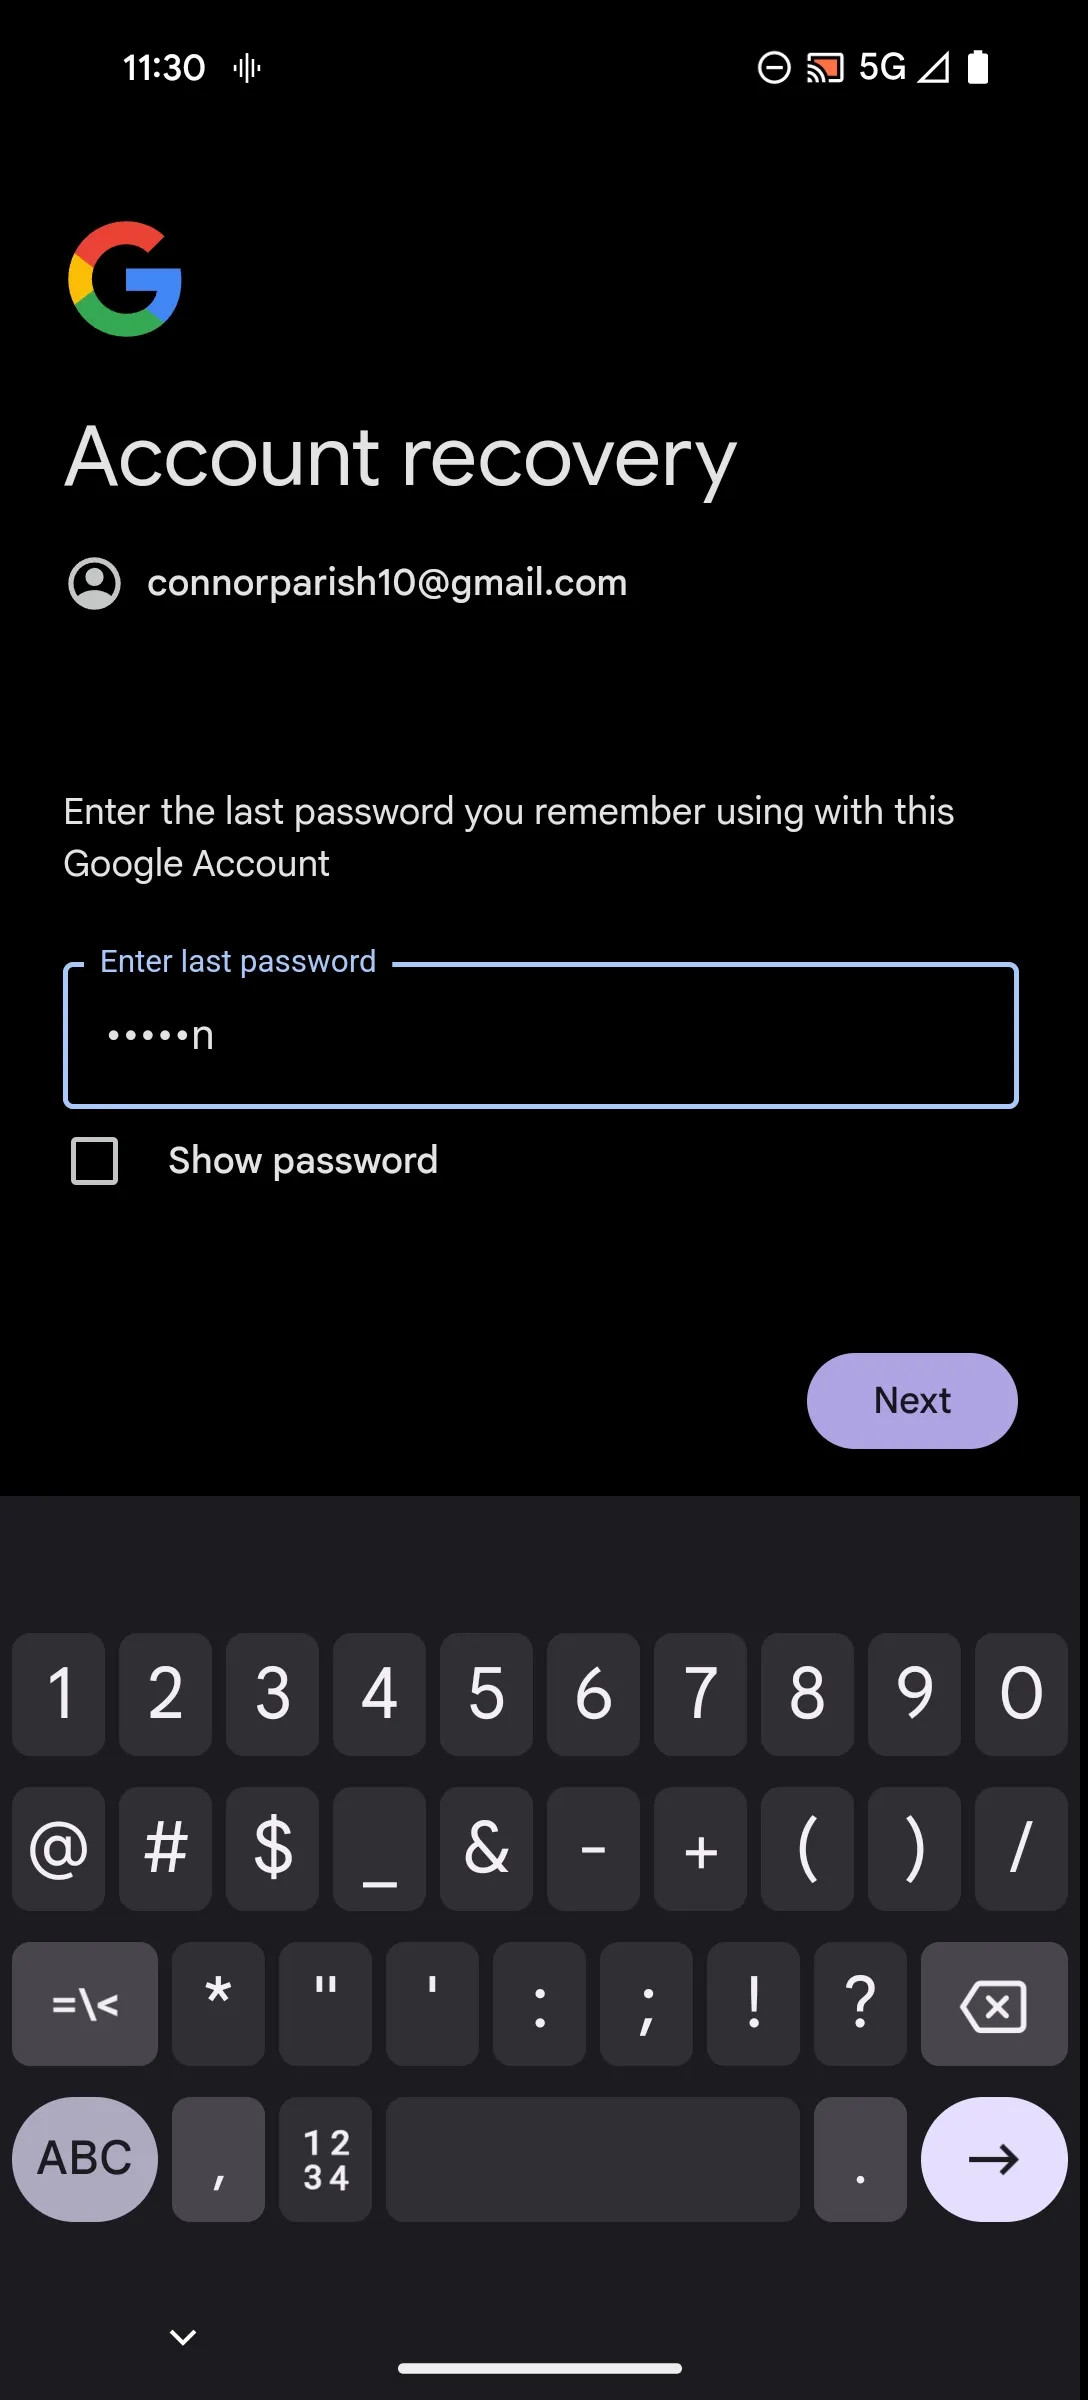 11:30 5G
Account recovery
connorparish10@gmail.com
Enter the last password you remember using with this
Google Account
Enter last password
•••••n
Show password
Next
1 2 3 4 5 6 7 8 9 0
@ # $ _ & - + ( ) /
=\< * " ' : ; ! ?
ABC , 12 .
34